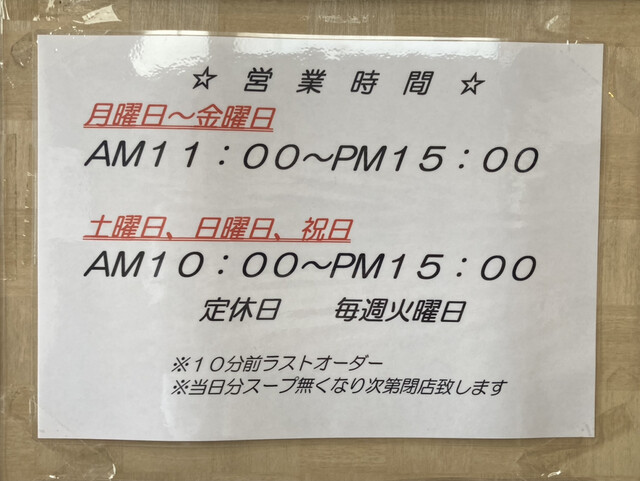 ☆ 営業時間 ☆
月曜日～金曜日
AM11：00～PM15：00
土曜日、日曜日、祝日
AM10：00～PM15：00
定休日　毎週火曜日
※10分前ラストオーダー
※当日分スープ無くなり次第閉店致します